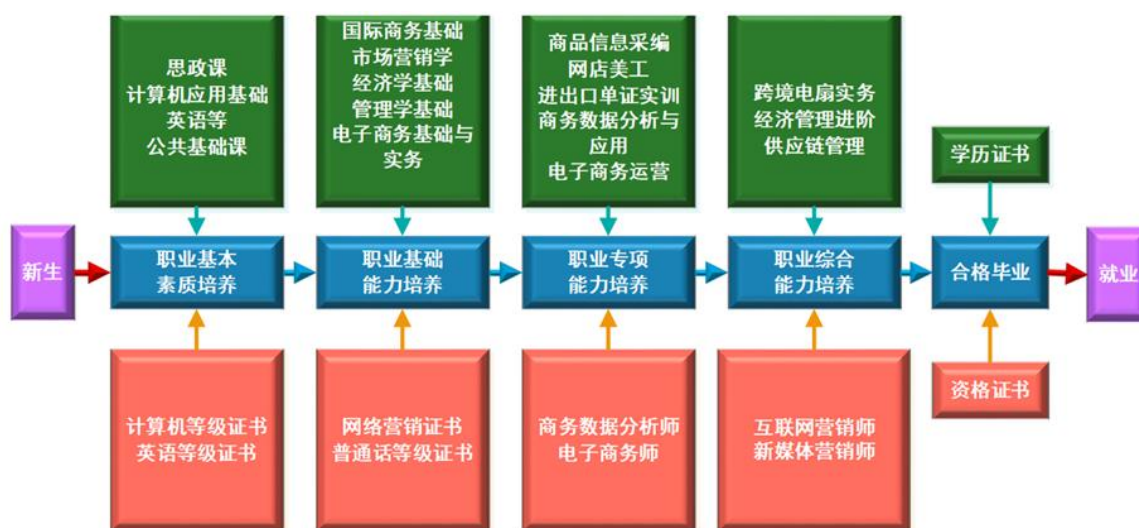 思政课
计算机应用基础
英语等
公共基础课
国际商务基础
市场营销学
经济学基础
管理学基础
电子商务基础与
实务
商品信息采编
网店美工
进出口单证实训
商务数据分析与
应用
电子商务运营
跨境电扇实务
经济管理进阶
供应链管理
学历证书
新生
职业基本
素质培养
职业基础
能力培养
职业专项
能力培养
职业综合
能力培养
合格毕业
就业
计算机等级证书
英语等级证书
网络营销证书
普通话等级证书
商务数据分析师
电子商务师
互联网营销师
新媒体营销师
资格证书